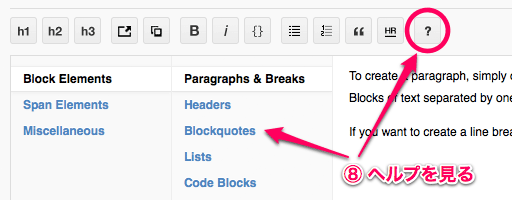 h1 h2 h3 B i {} “ HR ?
Block Elements
Span Elements
Miscellaneous
Paragraphs & Breaks
Headers
Blockquotes
Lists
Code Blocks
To create a paragraph, simply c
Blocks of text separated by one
If you want to create a line brea
⑧ ヘルプを見る